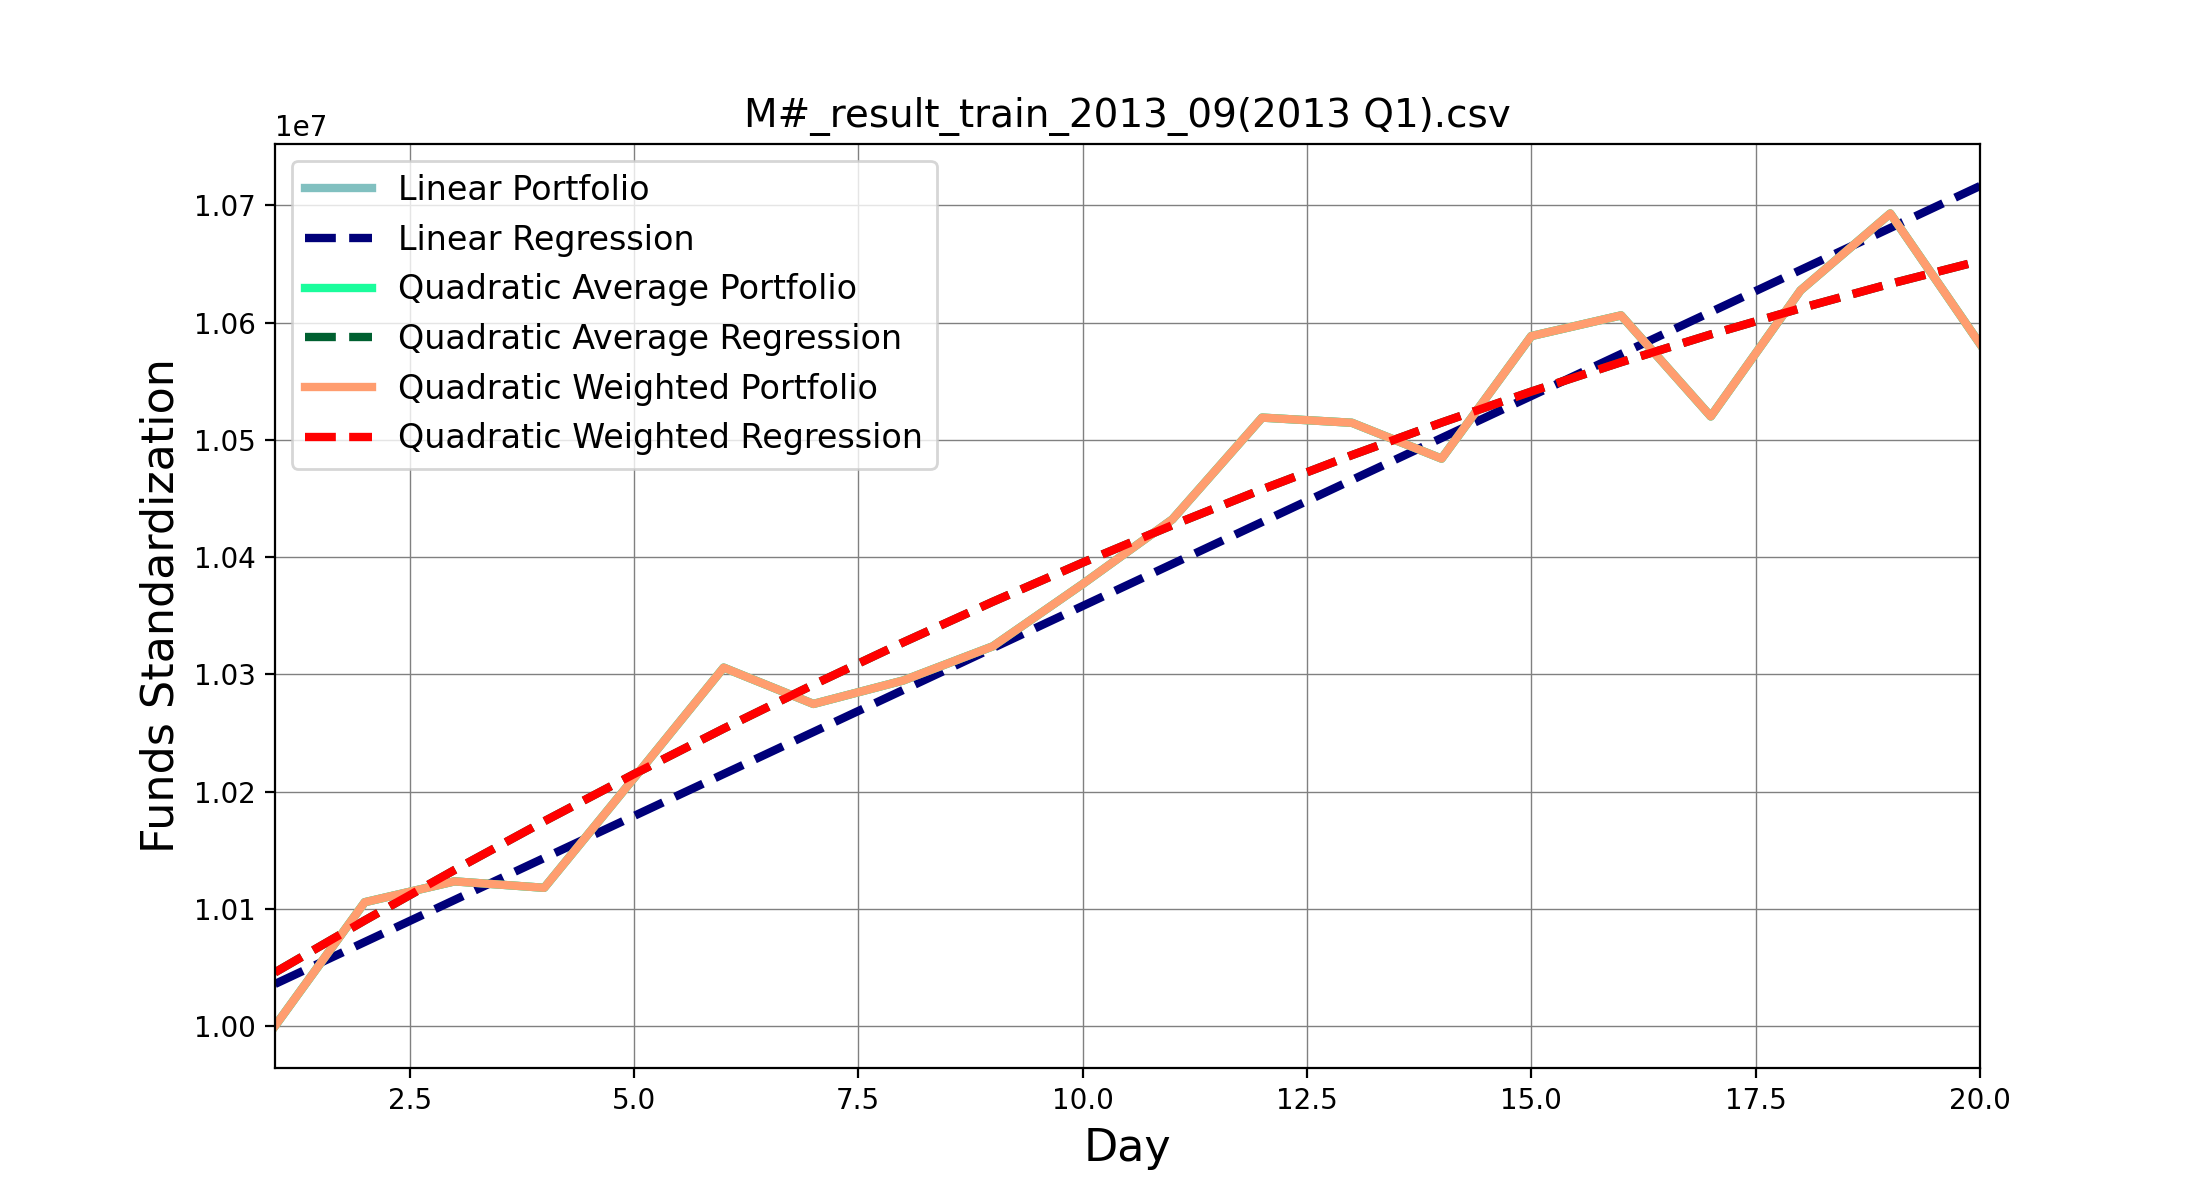 M#_result_train_2013_09(2013 Q1).csv
1e7
Linear Portfolio
Linear Regression
Quadratic Average Portfolio
Quadratic Average Regression
Quadratic Weighted Portfolio
Quadratic Weighted Regression
1.07
1.06
1.05
1.04
1.03
1.02
1.01
1.00
Funds Standardization
2.5 5.0 7.5 10.0 12.5 15.0 17.5 20.0
Day